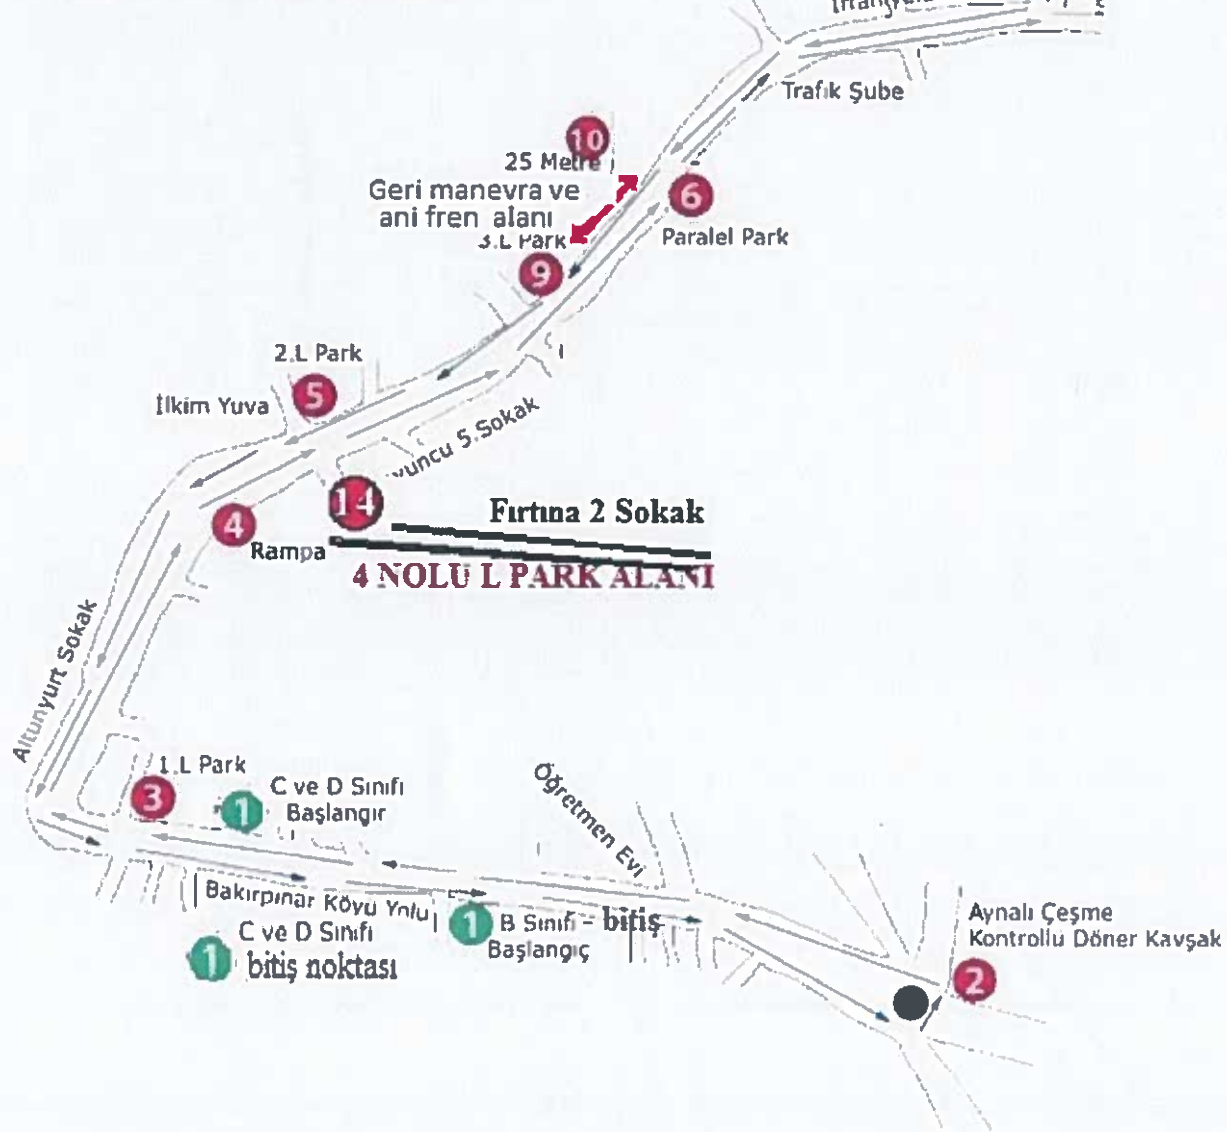 Trafik Şube
10
25 Metre
Geri manevra ve
ani fren alanı
3.L Park
6
Paralel Park
9
2.L Park
5
İlkim Yuva
5.Sokak
14
Fırtına 2 Sokak
4
Rampa
4 NOLU L PARK ALANI
Altunyurt Sokak
1.L Park
3
C ve D Sınıfı
1
Başlangır
Öğretmen Evi
Bakırpınar Köyü Yolu
1
B Sınıfı - bitiş
Başlangıç
C ve D Sınıfı
1
bitiş noktası
Aynalı Çeşme
Kontrollü Döner Kavşak
2